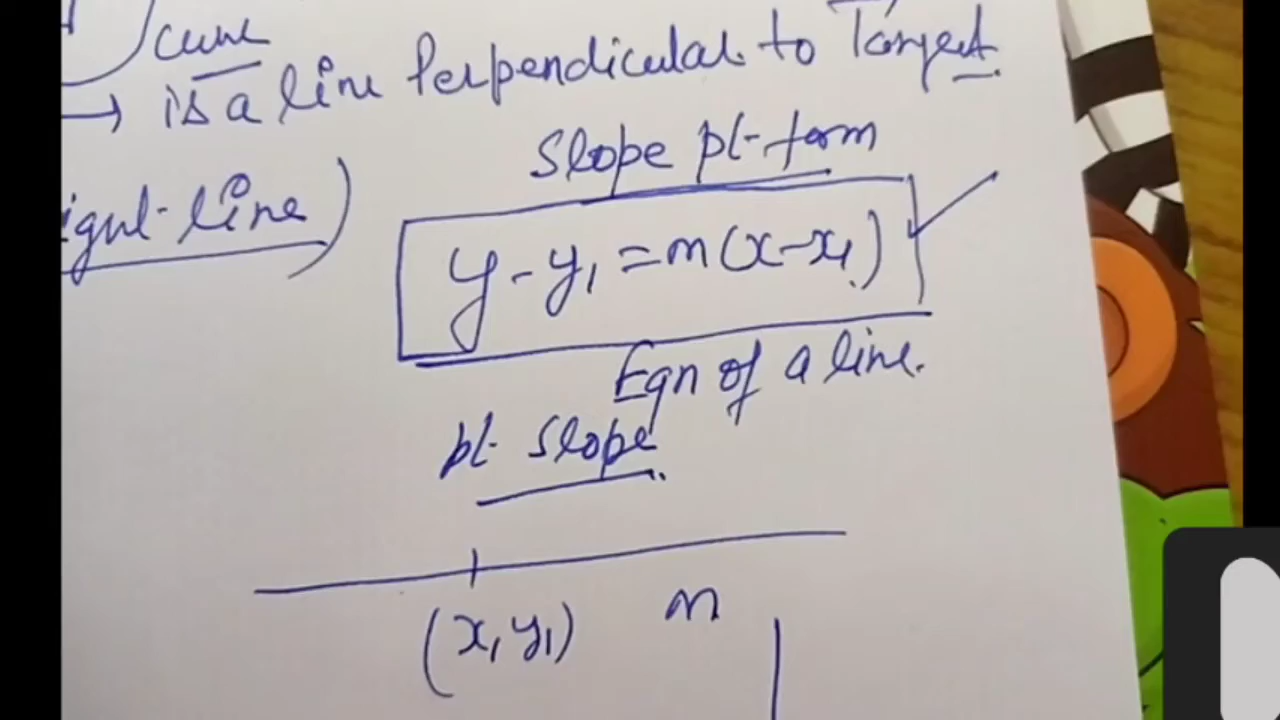 curve
→ is a line Perpendicular to Tangent.
Slope pt. form
ight line)
y - y₁ = m(x - x₁)
Eqn of a line.
pt. slope
(x₁ y₁) m